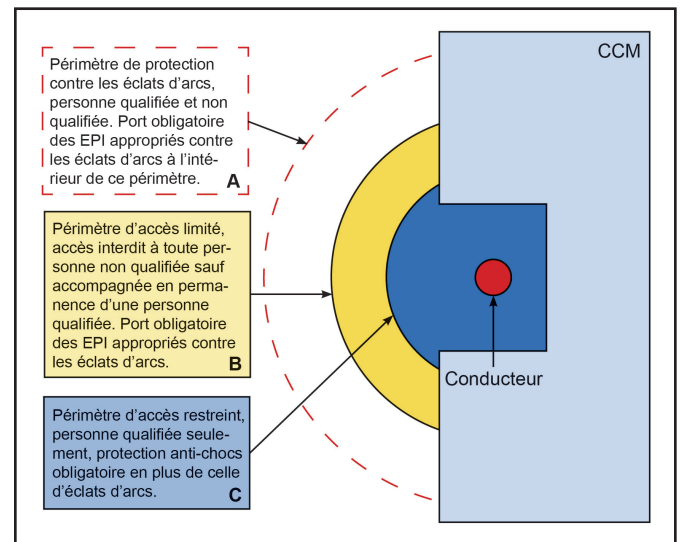 Périmètre de protection
contre les éclats d'arcs,
personne qualifiée et non
qualifiée. Port obligatoire
des EPI appropriés contre
les éclats d'arcs à l'inté-
rieur de ce périmètre.
A
Périmètre d'accès limité,
accès interdit à toute per-
sonne non qualifiée sauf
accompagnée en perma-
nence d'une personne
qualifiée. Port obligatoire
des EPI appropriés contre
les éclats d'arcs.
B
Périmètre d'accès restreint,
personne qualifiée seule-
ment, protection anti-chocs
obligatoire en plus de celle
d'éclats d'arcs.
C
CCM
Conducteur